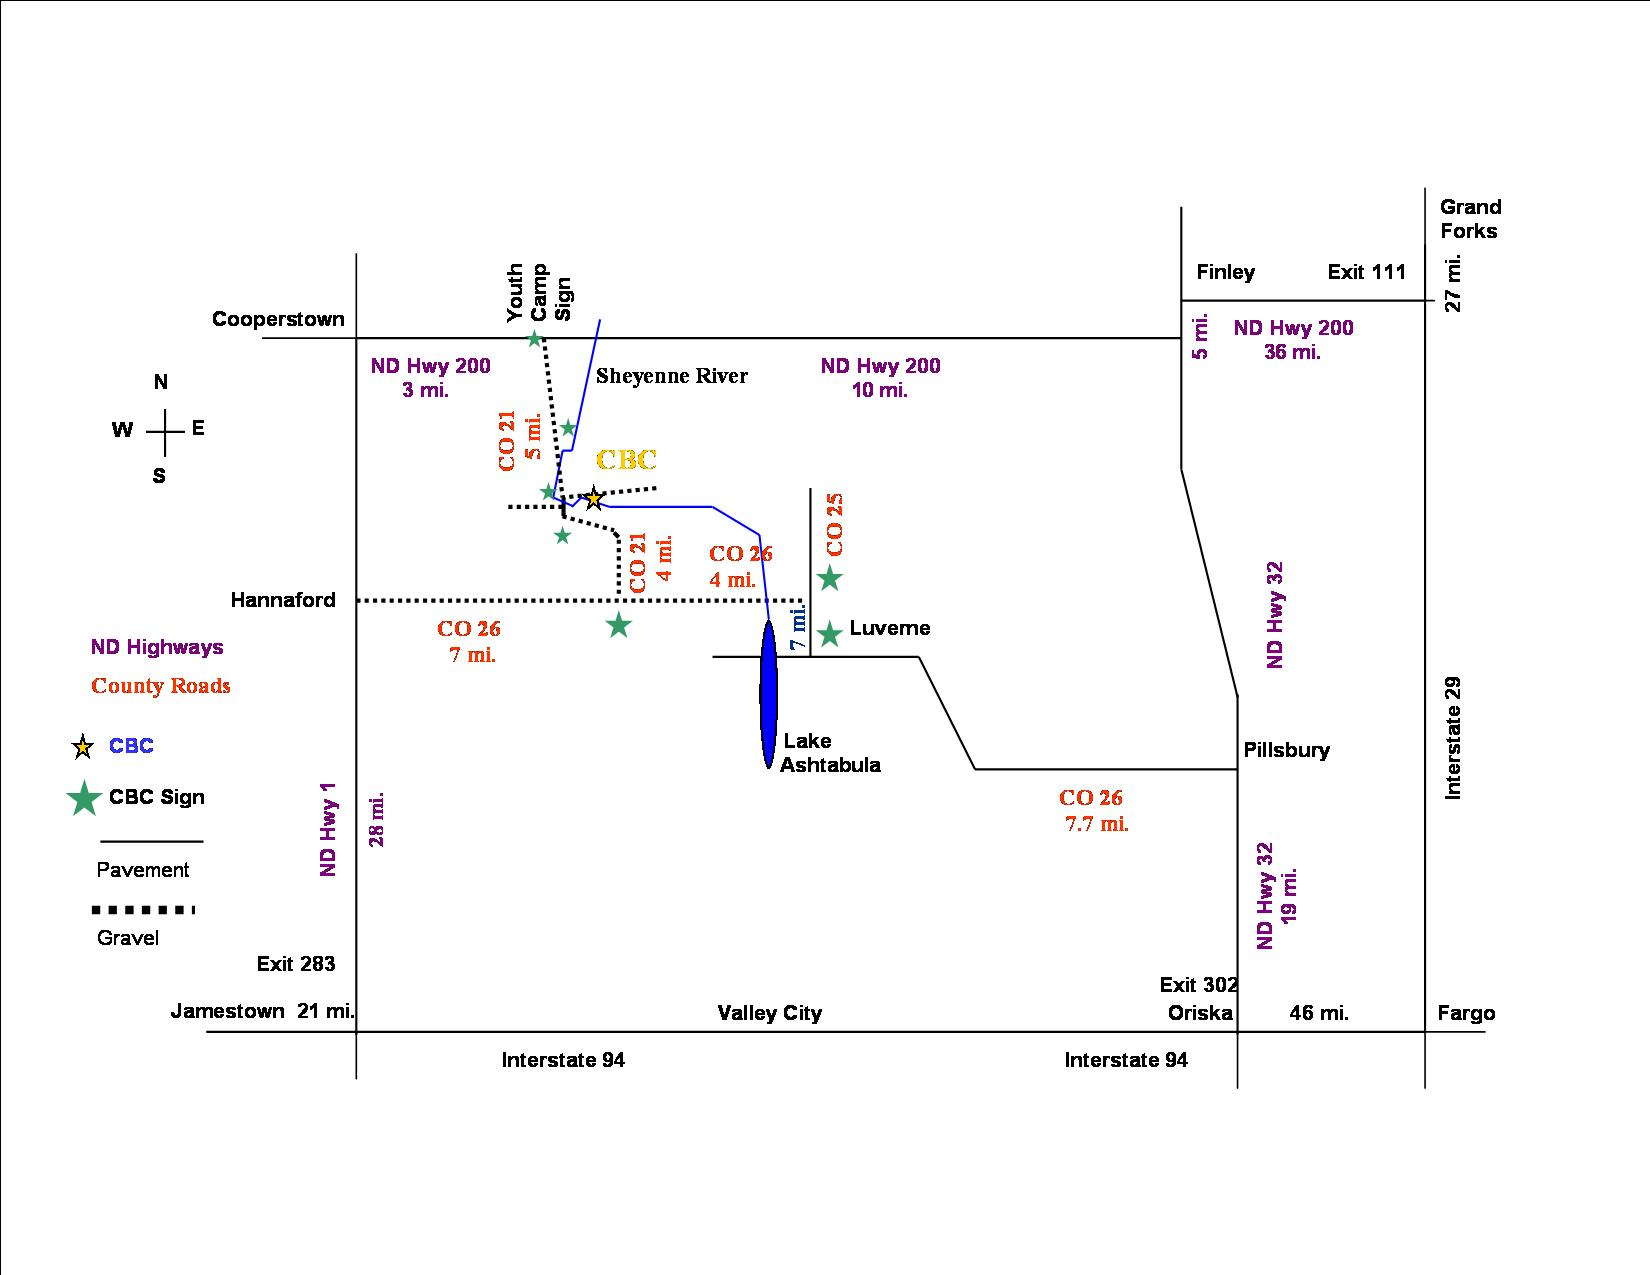 Grand
Forks
27 mi.
Finley
Exit 111
Youth
Camp
Sign
Cooperstown
5 mi.
ND Hwy 200
36 mi.
ND Hwy 200
3 mi.
Sheyenne River
ND Hwy 200
10 mi.
N
W
E
S
CO 21
5 mi.
CBC
CO 25
CO 21
4 mi.
CO 26
4 mi.
Hannaford
CO 26
7 mi.
7 mi.
Luverne
ND Hwy 32
ND Highways
County Roads
CBC
CBC Sign
Pavement
Gravel
Lake
Ashtabula
Pillsbury
Interstate 29
CO 26
7.7 mi.
ND Hwy 1
28 mi.
ND Hwy 32
19 mi.
Exit 283
Exit 302
Jamestown 21 mi.
Valley City
Oriska
46 mi.
Fargo
Interstate 94
Interstate 94